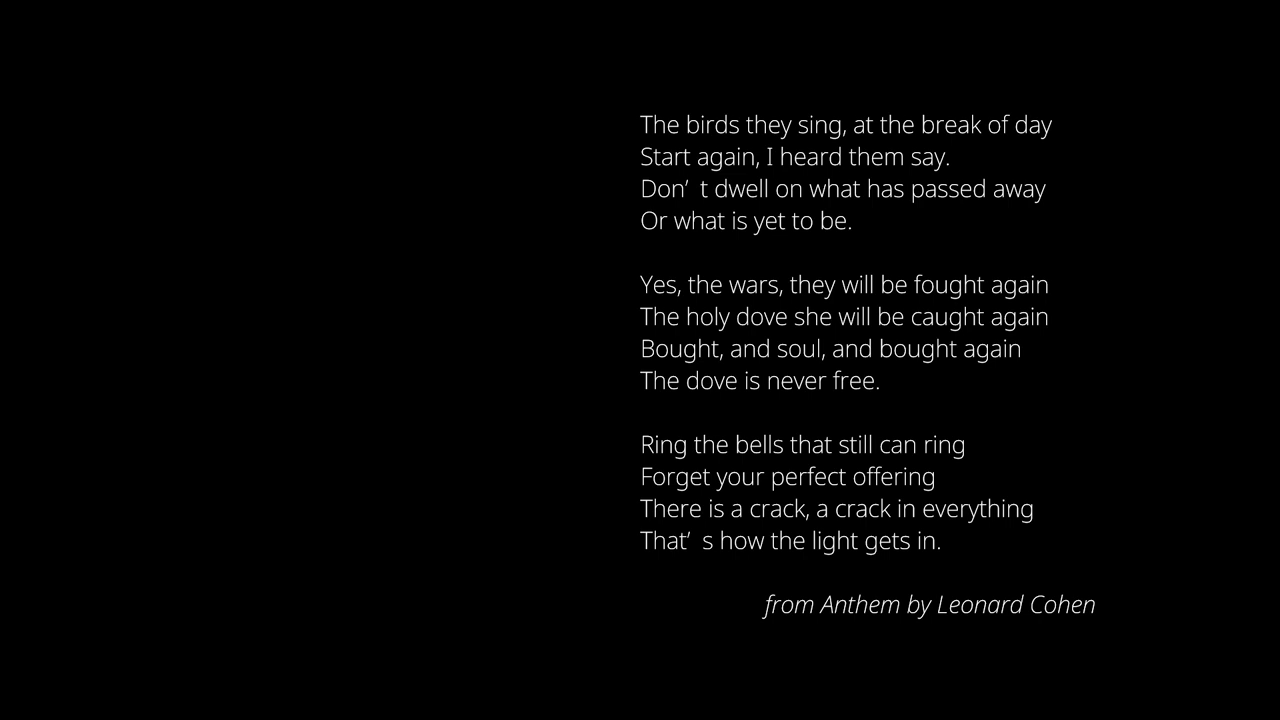 The birds they sing, at the break of day
Start again, I heard them say.
Don’ t dwell on what has passed away
Or what is yet to be.
Yes, the wars, they will be fought again
The holy dove she will be caught again
Bought, and soul, and bought again
The dove is never free.
Ring the bells that still can ring
Forget your perfect offering
There is a crack, a crack in everything
That’ s how the light gets in.
from Anthem by Leonard Cohen